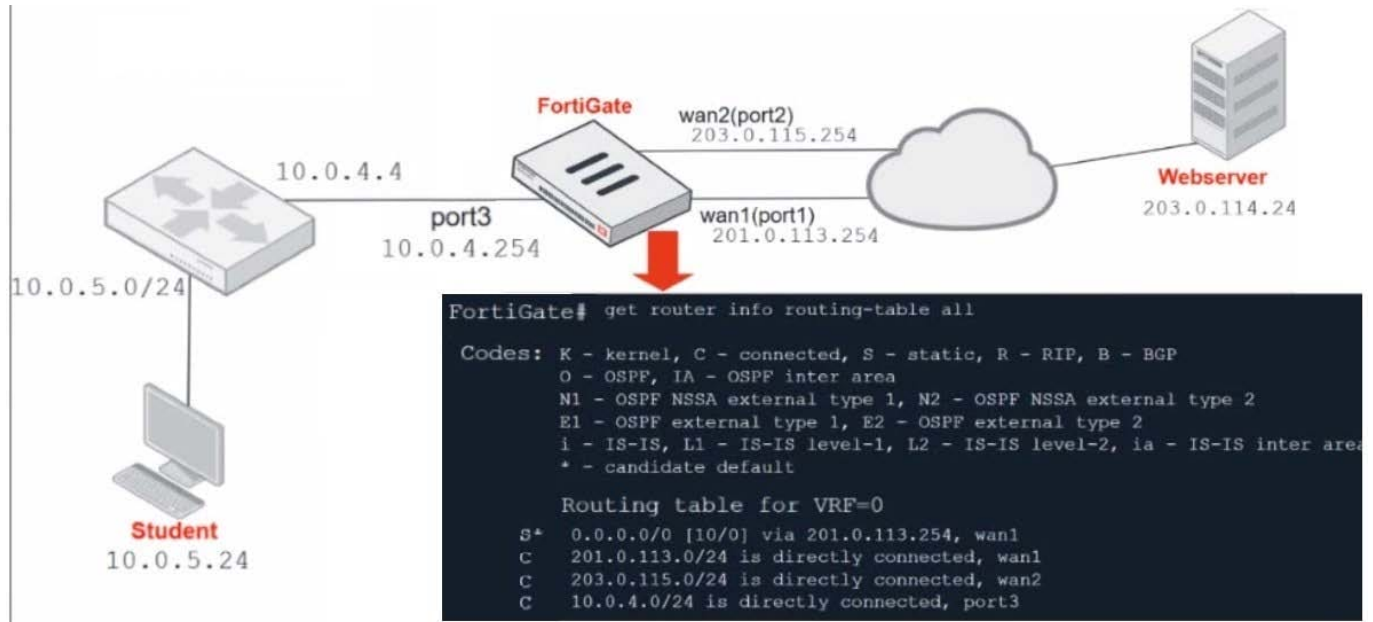 FortiGate
wan2(port2)
203.0.115.254
10.0.4.4
port3
10.0.4.254
wan1(port1)
201.0.113.254
Webserver
203.0.114.24
10.0.5.0/24
Student
10.0.5.24
FortiGate# get router info routing-table all
Codes: K - kernel, C - connected, S - static, R - RIP, B - BGP
O - OSPF, IA - OSPF inter area
N1 - OSPF NSSA external type 1, N2 - OSPF NSSA external type 2
E1 - OSPF external type 1, E2 - OSPF external type 2
i - IS-IS, L1 - IS-IS level-1, L2 - IS-IS level-2, ia - IS-IS inter area
* - candidate default
Routing table for VRF=0
S* 0.0.0.0/0 [10/0] via 201.0.113.254, wan1
C 201.0.113.0/24 is directly connected, wan1
C 203.0.115.0/24 is directly connected, wan2
C 10.0.4.0/24 is directly connected, port3